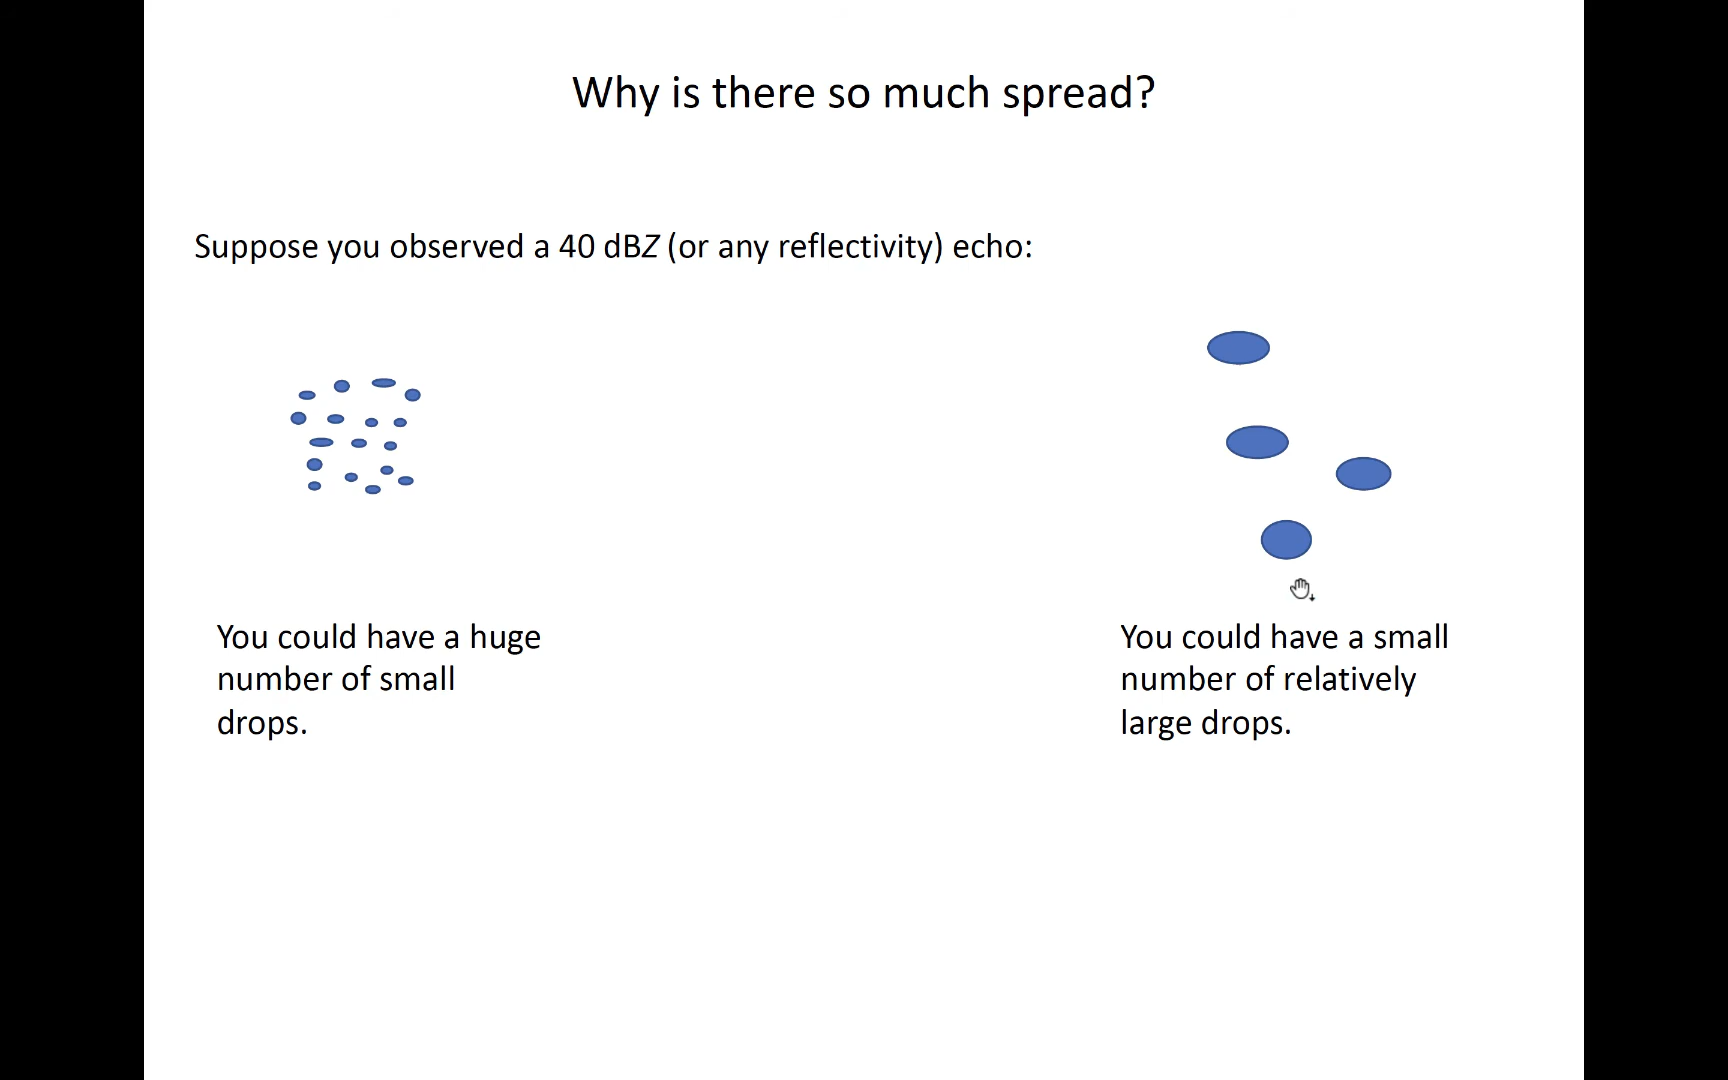 Why is there so much spread?
Suppose you observed a 40 dBZ (or any reflectivity) echo:
You could have a huge
number of small
drops.
You could have a small
number of relatively
large drops.